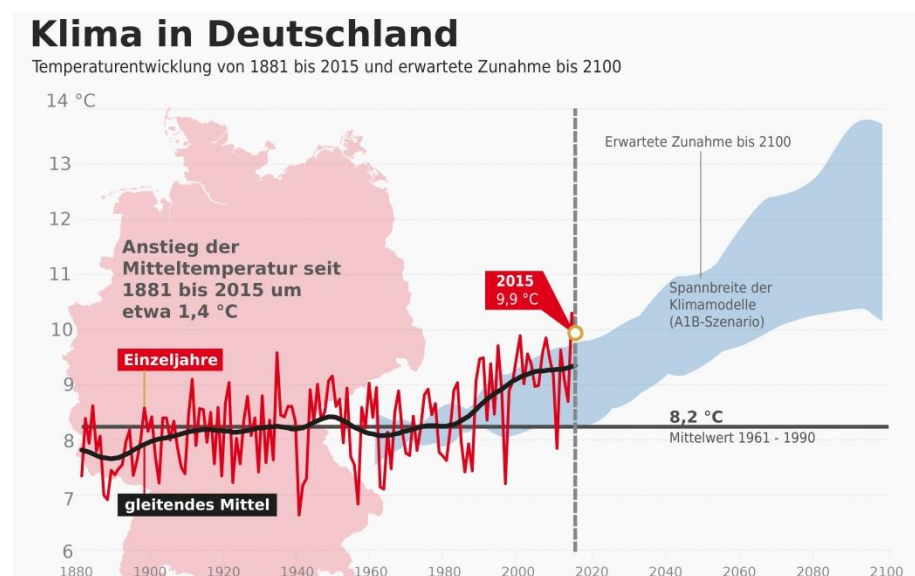 Klima in Deutschland
Temperaturentwicklung von 1881 bis 2015 und erwartete Zunahme bis 2100
14 °C
Erwartete Zunahme bis 2100
13
12
Anstieg der
Mitteltemperatur seit
1881 bis 2015 um
etwa 1,4 °C
11
2015
9,9 °C
Spannbreite der
Klimamodelle
(A1B-Szenario)
10
Einzeljahre
9
8,2 °C
Mittelwert 1961 - 1990
8
gleitendes Mittel
7
6
1880 1900 1920 1940 1960 1980 2000 2020 2040 2060 2080 2100